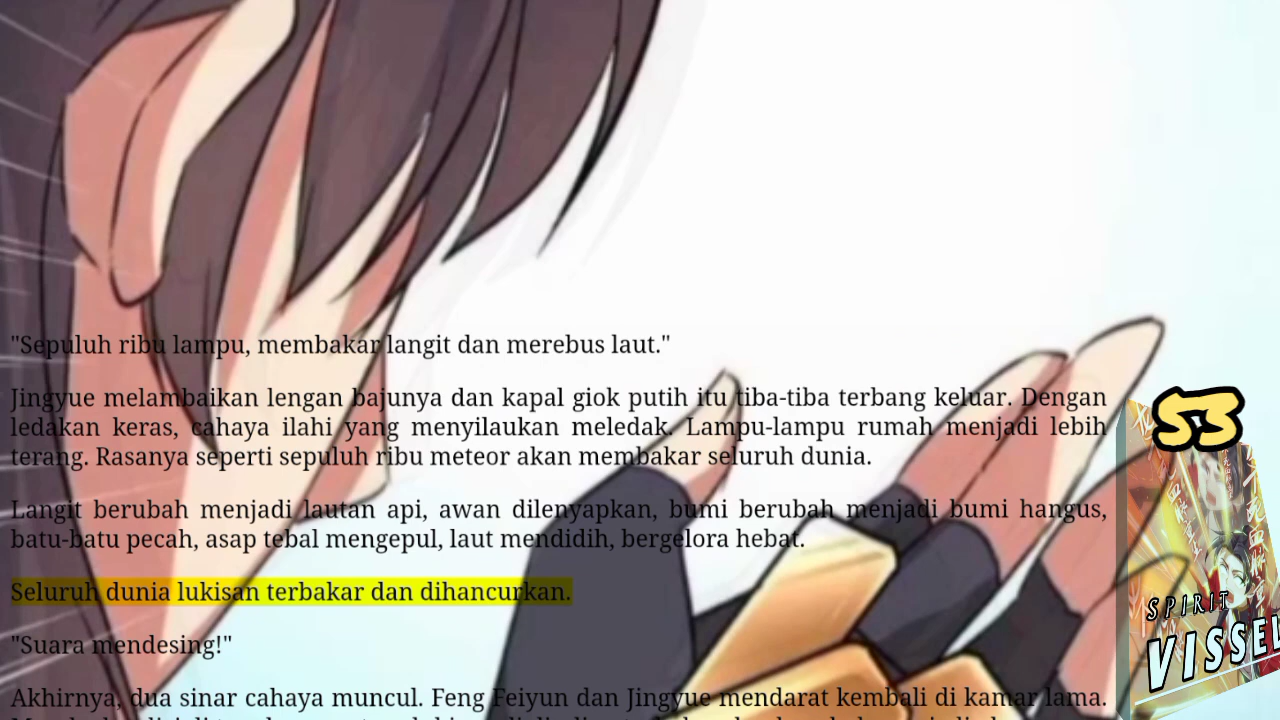 "Sepuluh ribu lampu, membakar langit dan merebus laut."
Jingyue melambaikan lengan bajunya dan kapal giok putih itu tiba-tiba terbang keluar. Dengan
ledakan keras, cahaya ilahi yang menyilaukan meledak. Lampu-lampu rumah menjadi lebih
terang. Rasanya seperti sepuluh ribu meteor akan membakar seluruh dunia.
Langit berubah menjadi lautan api, awan dilenyapkan, bumi berubah menjadi bumi hangus,
batu-batu pecah, asap tebal mengepul, laut mendidih, bergelora hebat.
Seluruh dunia lukisan terbakar dan dihancurkan.
"Suara mendesing!"
Akhirnya, dua sinar cahaya muncul. Feng Feiyun dan Jingyue mendarat kembali di kamar lama.
53
SPIRIT
VISSEL